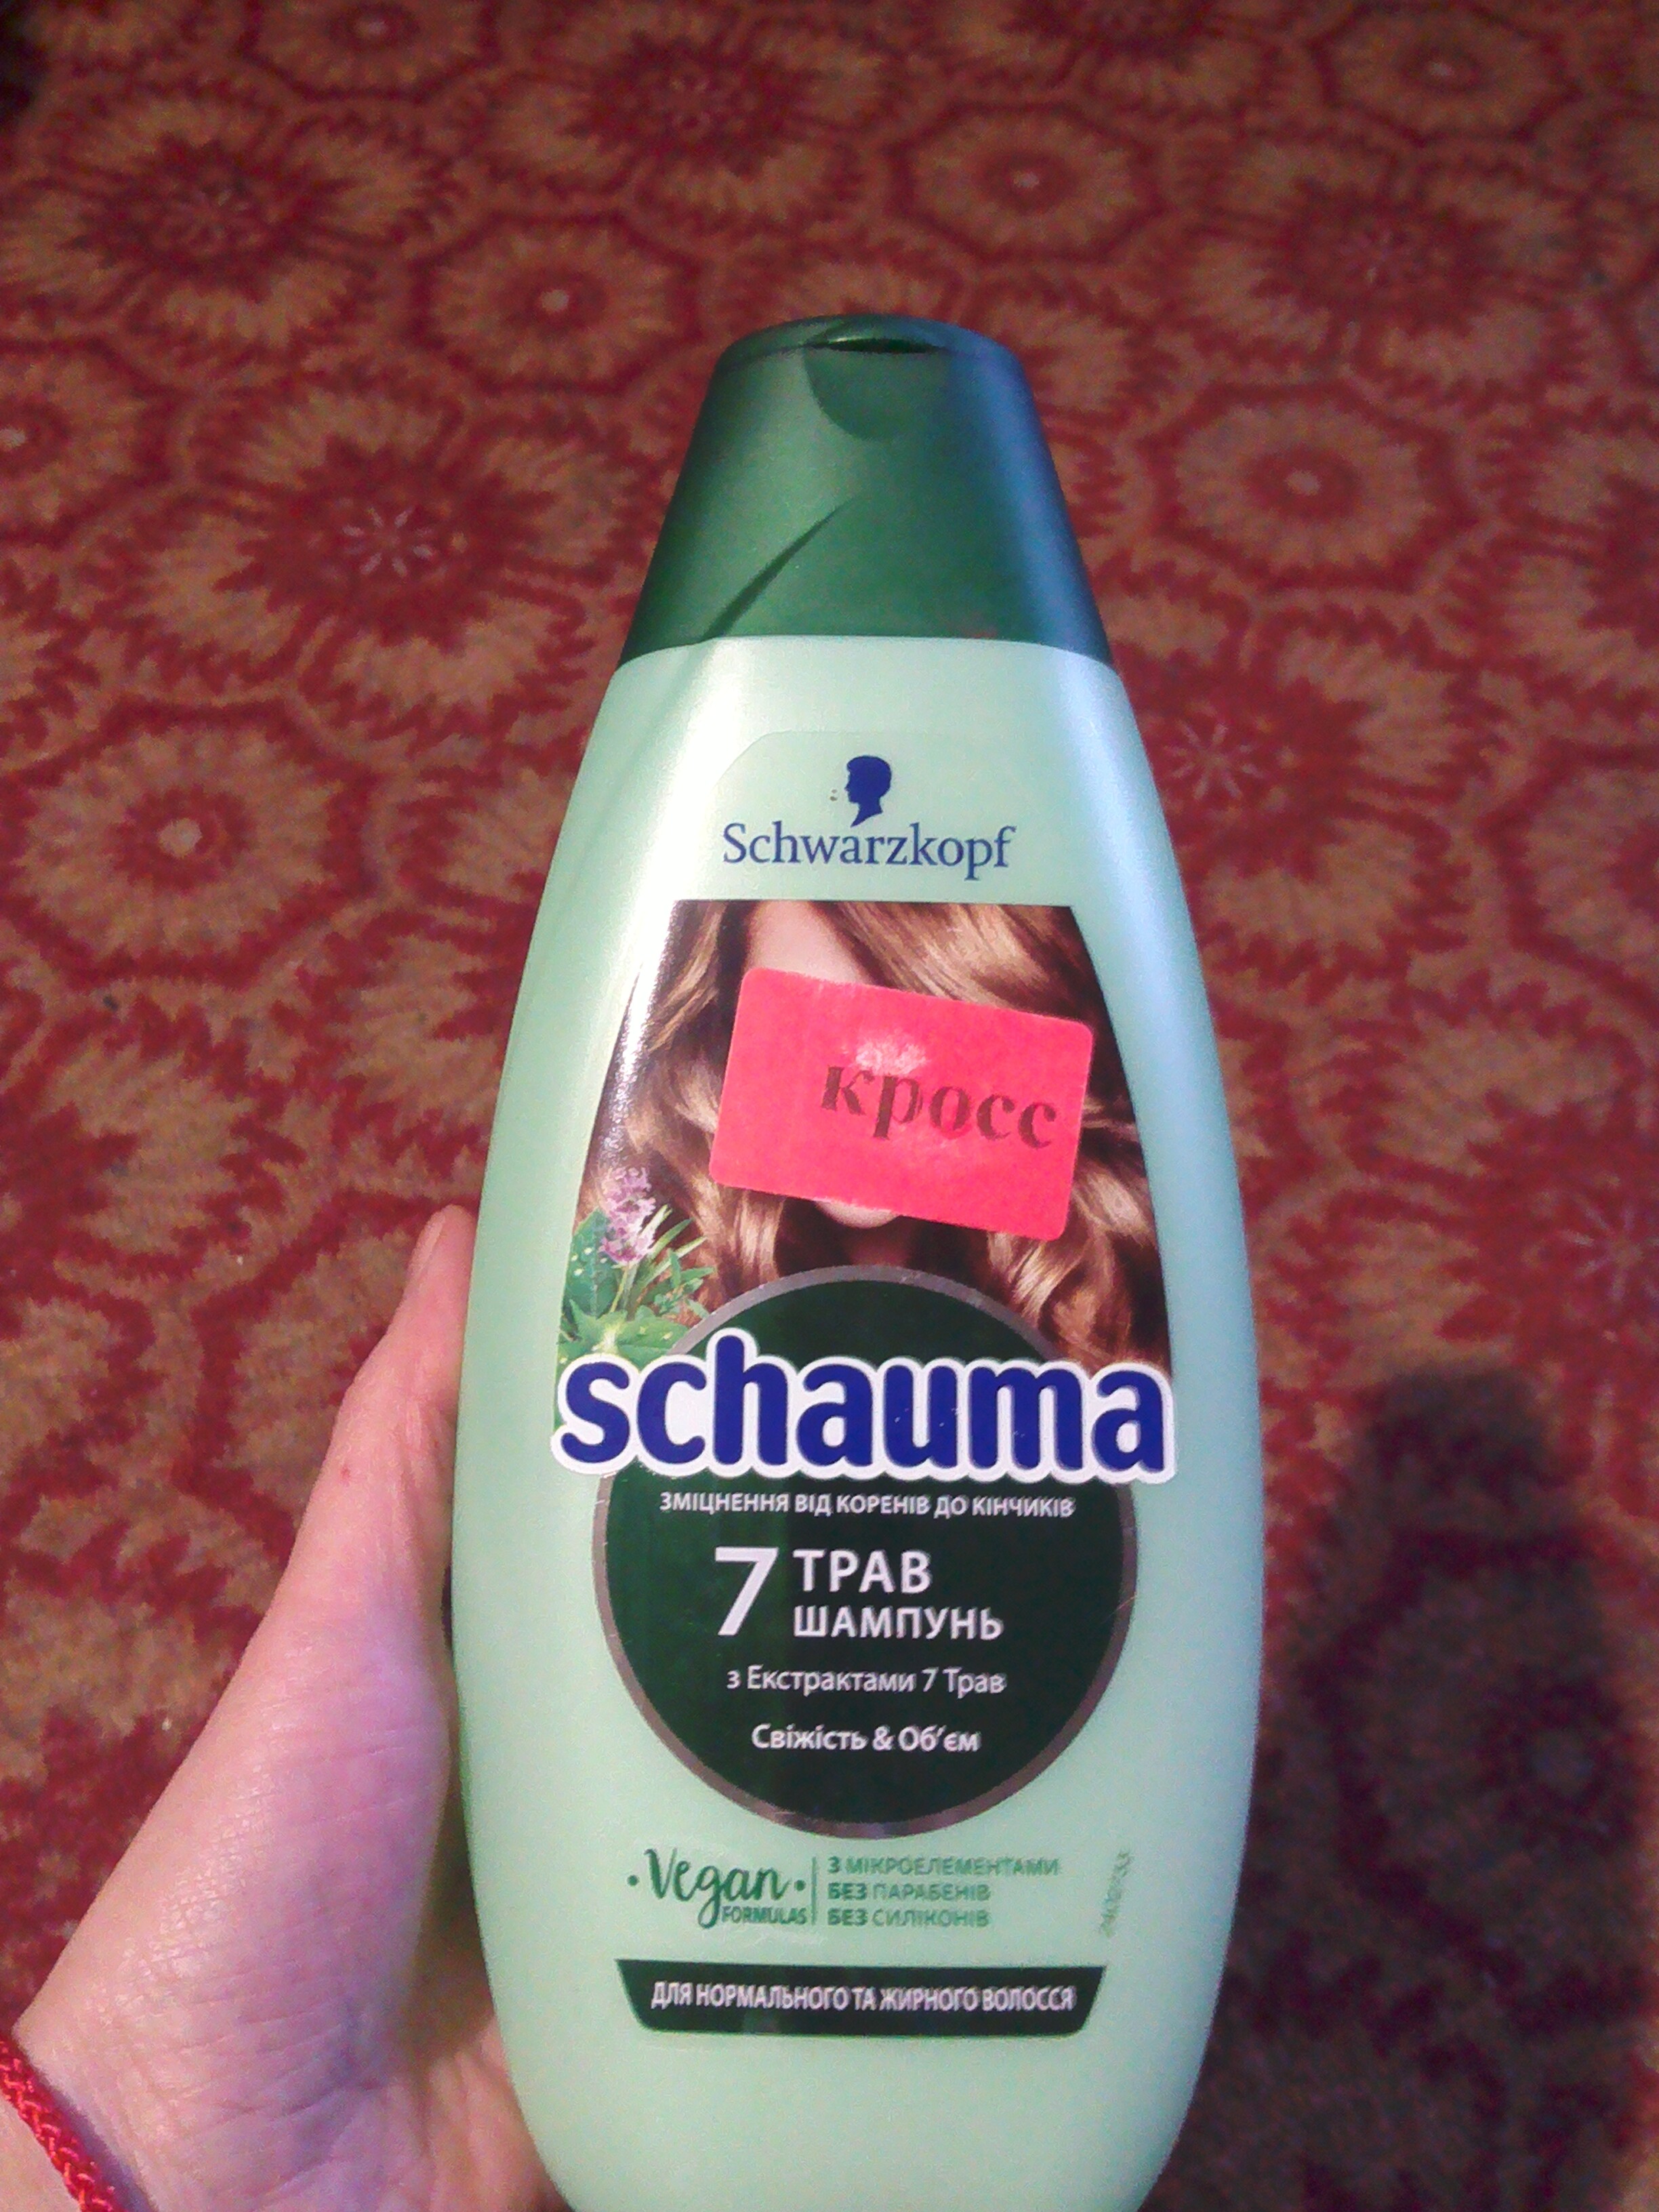 Schwarzkopf
кросс
schauma
ЗМІЦНЕННЯ ВІД КОРЕНІВ ДО КІНЧИКІВ
7 ТРАВ
ШАМПУНЬ
з Екстрактами 7 Трав
Свіжість & Об'єм
Vegan
FORMULAS
З МІКРОЕЛЕМЕНТАМИ
БЕЗ ПАРАБЕНІВ
БЕЗ СИЛІКОНІВ
ДЛЯ НОРМАЛЬНОГО ТА ЖИРНОГО ВОЛОССЯ